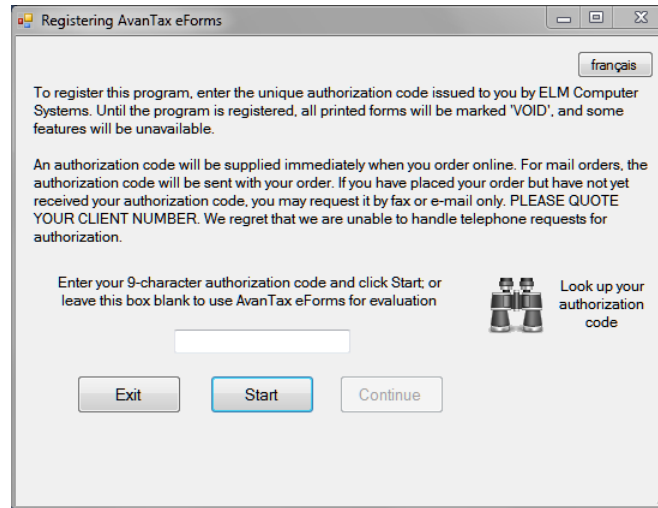 Registering AvanTax eForms
français
To register this program, enter the unique authorization code issued to you by ELM Computer
Systems. Until the program is registered, all printed forms will be marked 'VOID', and some
features will be unavailable.
An authorization code will be supplied immediately when you order online. For mail orders, the
authorization code will be sent with your order. If you have placed your order but have not yet
received your authorization code, you may request it by fax or e-mail only. PLEASE QUOTE
YOUR CLIENT NUMBER. We regret that we are unable to handle telephone requests for
authorization.
Enter your 9-character authorization code and click Start; or
leave this box blank to use AvanTax eForms for evaluation
Look up your
authorization
code
Exit
Start
Continue